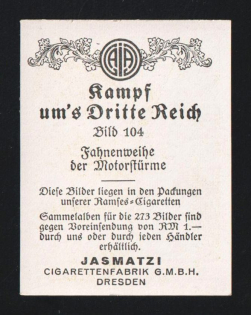 Kampf
um's Dritte Reich
Bild 104
Fahnenweihe
der Motorstürme
Diese Bilder liegen in den Packungen
unserer Ramses-Cigaretten
Sammelalben für die 273 Bilder sind
gegen Voreinsendung von RM 1.—
durch uns oder durch jeden Händler
erhältlich.
JASMATZI
CIGARETTENFABRIK G.M.B.H.
DRESDEN